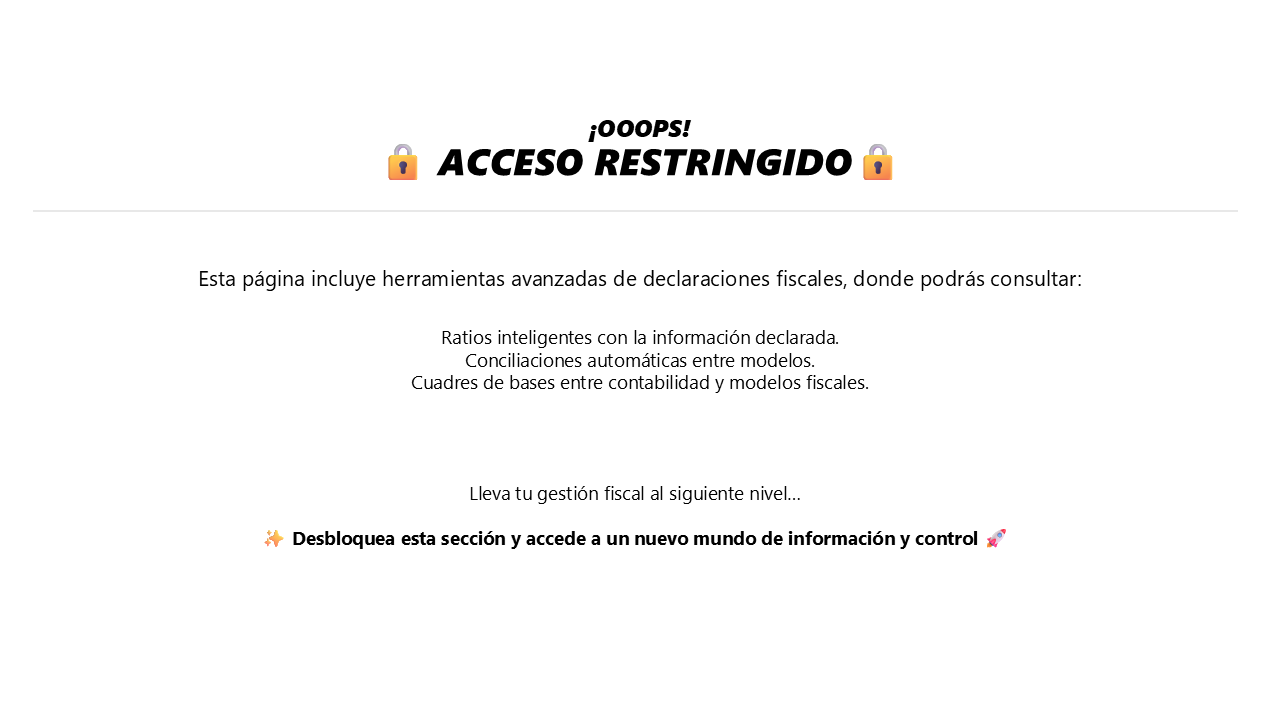 ¡OOOPS!
🔒 ACCESO RESTRINGIDO 🔒
Esta página incluye herramientas avanzadas de declaraciones fiscales, donde podrás consultar:
Ratios inteligentes con la información declarada.
Conciliaciones automáticas entre modelos.
Cuadres de bases entre contabilidad y modelos fiscales.
Lleva tu gestión fiscal al siguiente nivel...
✨ Desbloquea esta sección y accede a un nuevo mundo de información y control 🚀